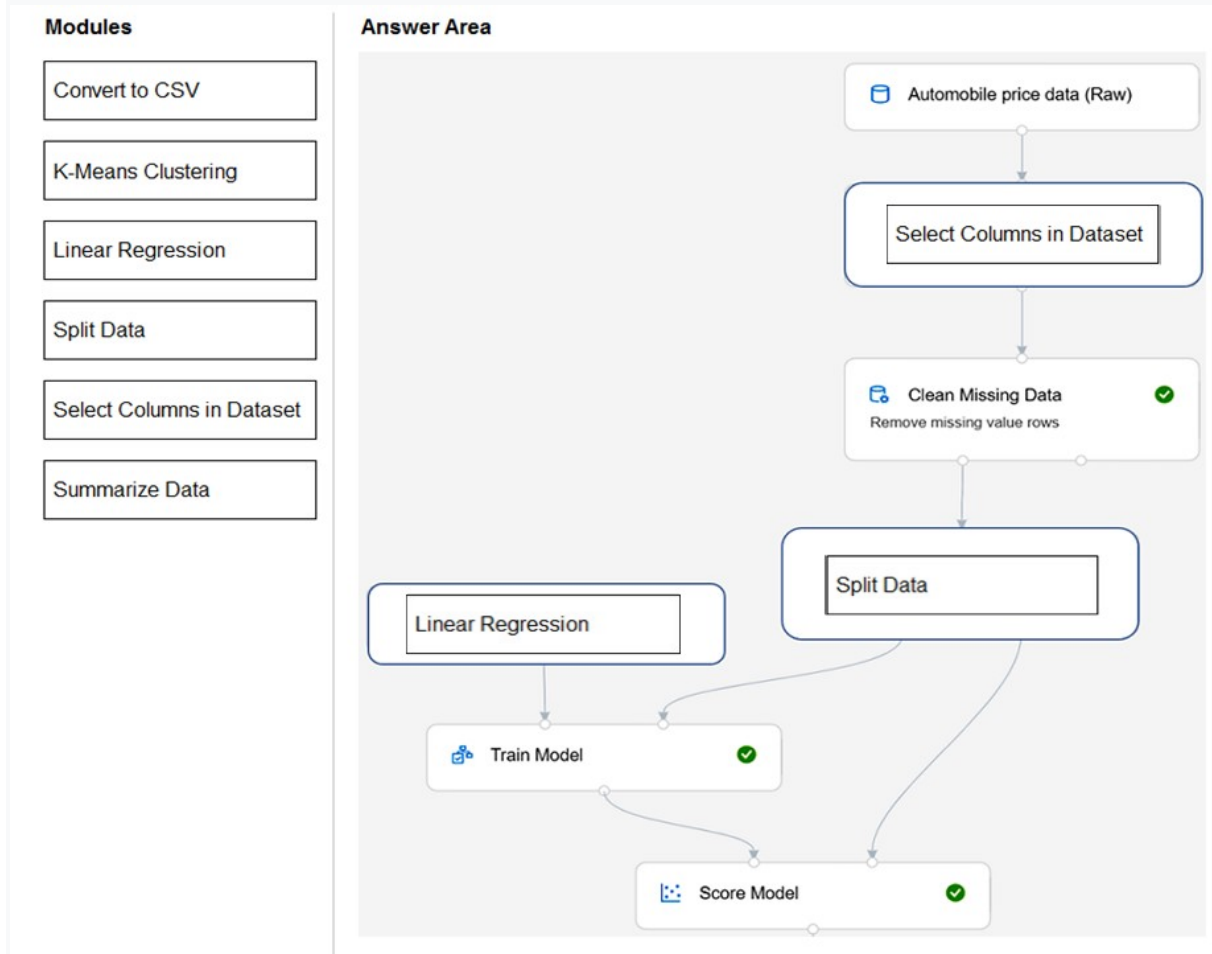 Modules
Convert to CSV
K-Means Clustering
Linear Regression
Split Data
Select Columns in Dataset
Summarize Data
Answer Area
Automobile price data (Raw)
Select Columns in Dataset
Clean Missing Data
Remove missing value rows
Split Data
Linear Regression
Train Model
Score Model